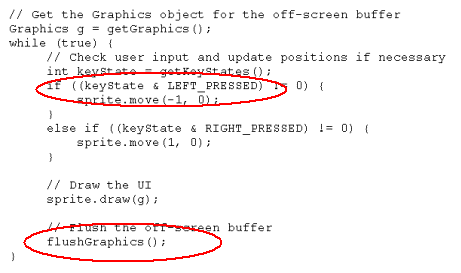 // Get the Graphics object for the off-screen buffer
Graphics g = getGraphics();
while (true) {
    // Check user input and update positions if necessary
    int keyState = getKeyStates();
    if ((keyState & LEFT_PRESSED) != 0) {
        sprite.move(-1, 0);
    }
    else if ((keyState & RIGHT_PRESSED) != 0) {
        sprite.move(1, 0);
    }

    // Draw the UI
    sprite.draw(g);

    // Flush the off-screen buffer
    flushGraphics();
}